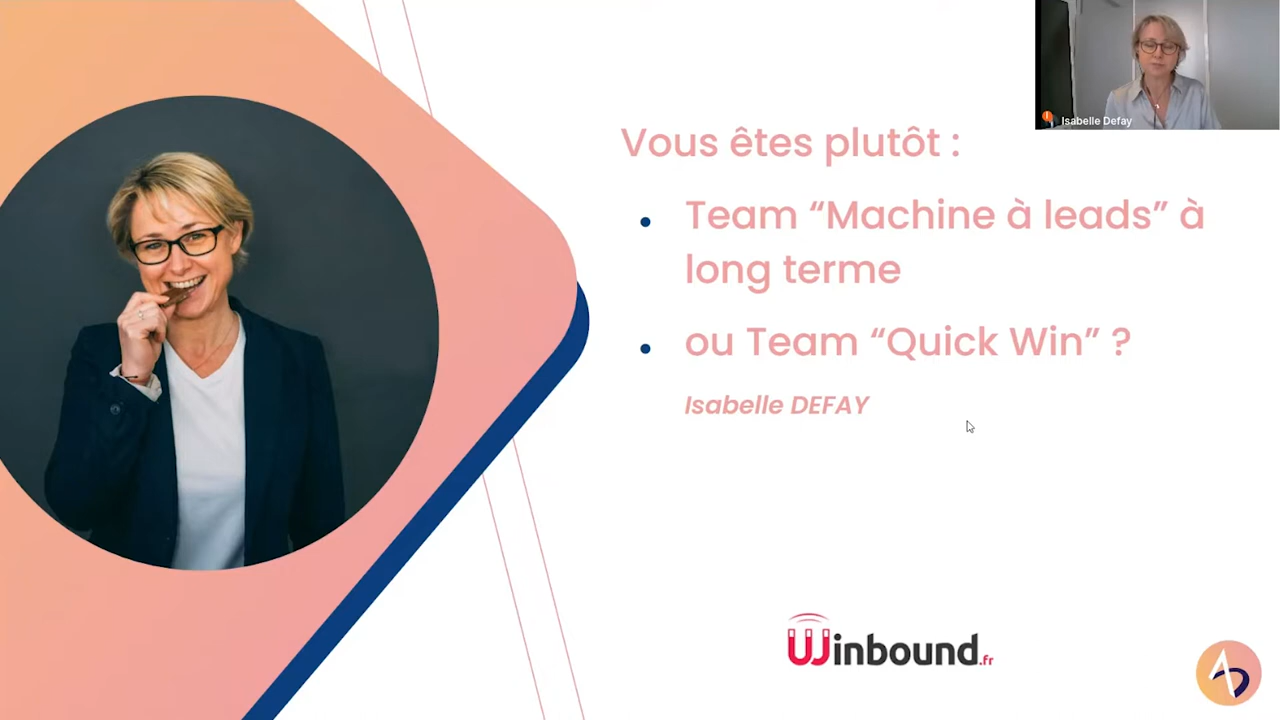 Isabelle Defay
Vous êtes plutôt :
• Team “Machine à leads” à
long terme
• ou Team “Quick Win” ?
Isabelle DEFAY
Winbound.fr